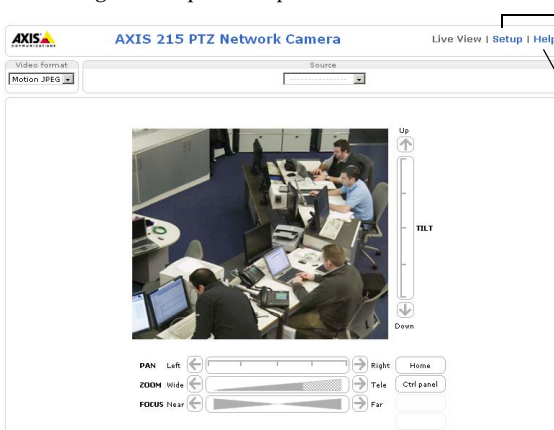 AXIS
COMMUNICATIONS
AXIS 215 PTZ Network Camera
Live View | Setup | Help
Video format
Source
Motion JPEG
Up
TILT
Down
PAN Left Right Home
ZOOM Wide Tele Ctrl panel
FOCUS Near Far